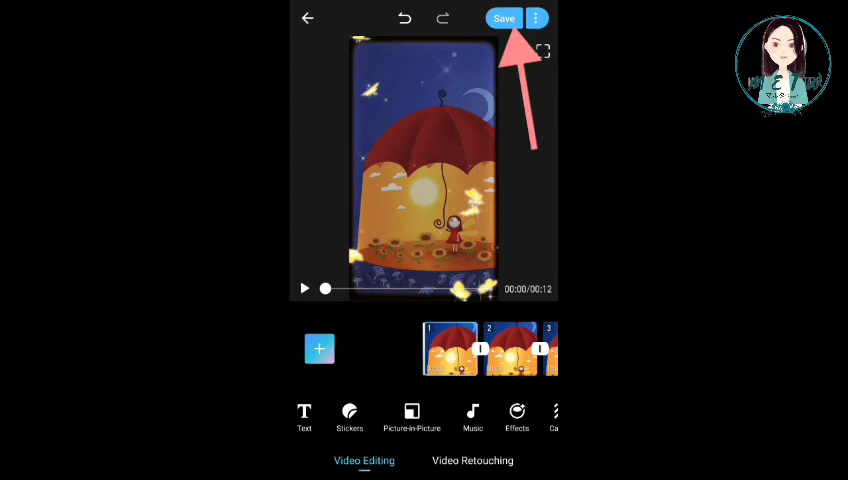 Save
00:00/00:12
1
2
3
Text
Stickers
Picture-in-Picture
Music
Effects
Ca
Video Editing
Video Retouching